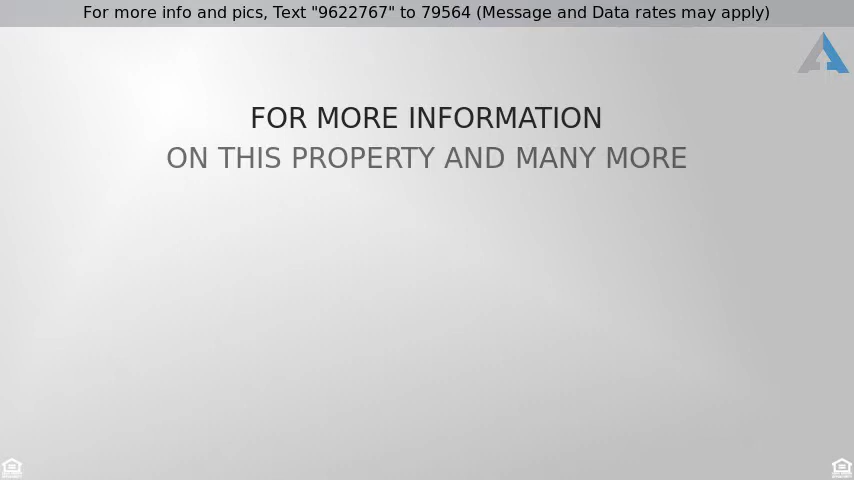 For more info and pics, Text "9622767" to 79564 (Message and Data rates may apply)
FOR MORE INFORMATION
ON THIS PROPERTY AND MANY MORE